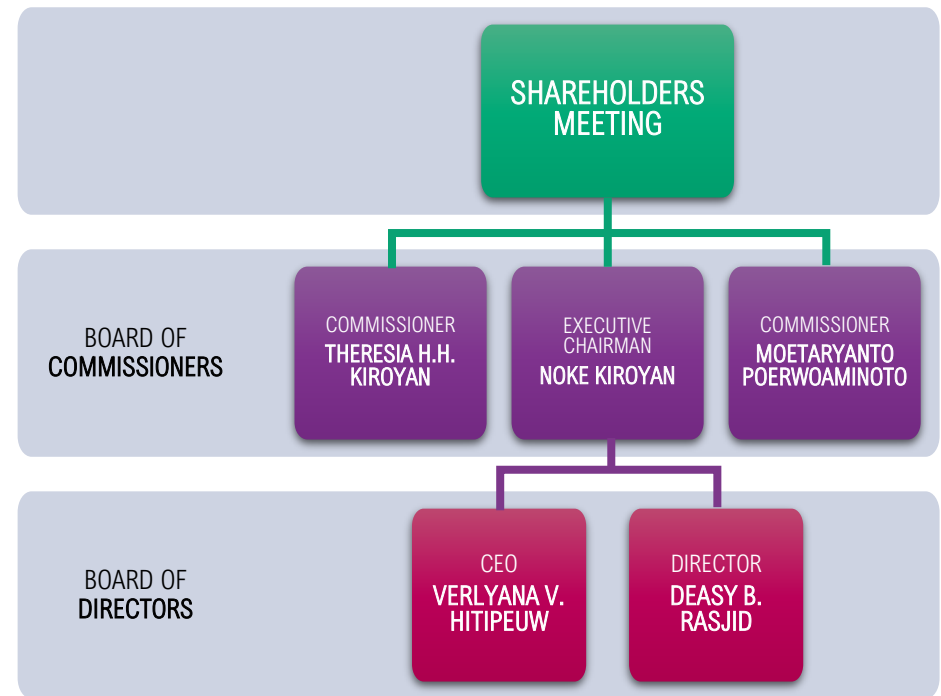 SHAREHOLDERS
MEETING
BOARD OF
COMMISSIONERS
COMMISSIONER
THERESIA H.H.
KIROYAN
EXECUTIVE
CHAIRMAN
NOKE KIROYAN
COMMISSIONER
MOETARYANTO
POERWOAMINOTO
BOARD OF
DIRECTORS
CEO
VERLYANA V.
HITIPEUW
DIRECTOR
DEASY B.
RASJID